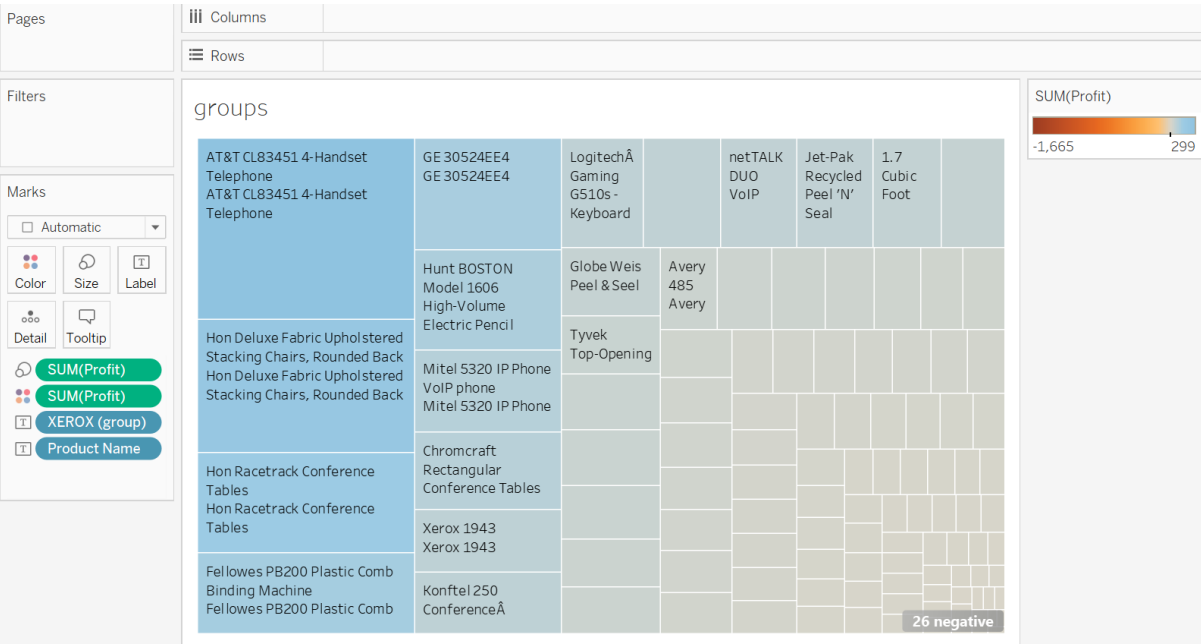 Pages
Columns
Rows
Filters
Marks
Automatic
Color
Size
Label
Detail
Tooltip
SUM(Profit)
SUM(Profit)
XEROX (group)
Product Name
groups
AT&T CL83451 4-Handset
Telephone
AT&T CL83451 4-Handset
Telephone
Hon Deluxe Fabric Upholstered
Stacking Chairs, Rounded Back
Hon Deluxe Fabric Upholstered
Stacking Chairs, Rounded Back
Hon Racetrack Conference
Tables
Hon Racetrack Conference
Tables
Fellowes PB200 Plastic Comb
Binding Machine
Fellowes PB200 Plastic Comb
GE 30524EE4
GE 30524EE4
Hunt BOSTON
Model 1606
High-Volume
Electric Pencil
Mitel 5320 IP Phone
VoIP phone
Mitel 5320 IP Phone
Chromcraft
Rectangular
Conference Tables
Xerox 1943
Xerox 1943
Konftel 250
ConferenceÂ
LogitechÂ
Gaming
G510s -
Keyboard
netTALK
DUO
VoIP
Jet-Pak
Recycled
Peel 'N'
Seal
1.7
Cubic
Foot
Globe Weis
Peel & Seel
Avery
485
Avery
Tyvek
Top-Opening
26 negative
SUM(Profit)
-1,665
299